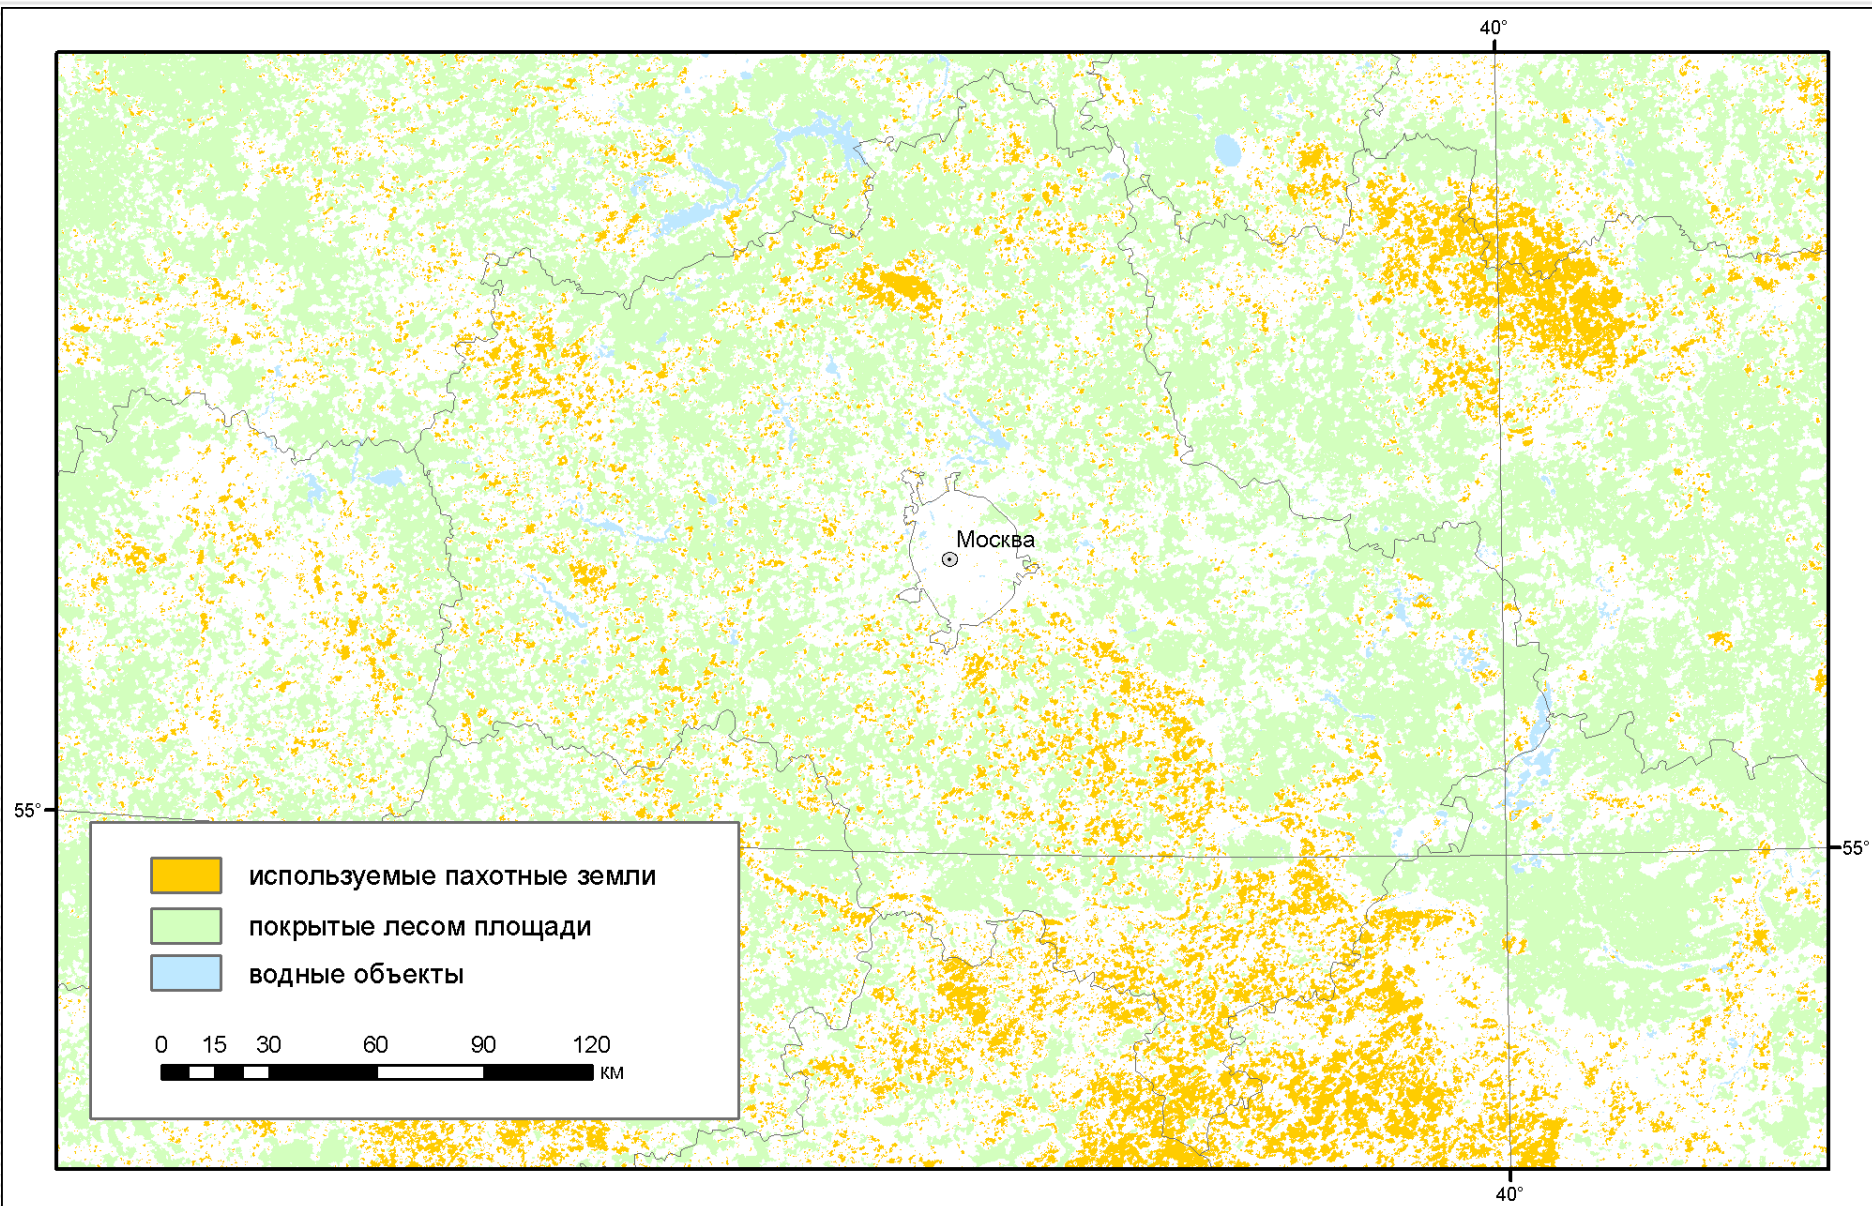 40°
Москва
55°
55°
используемые пахотные земли
покрытые лесом площади
водные объекты
0 15 30 60 90 120
км
40°